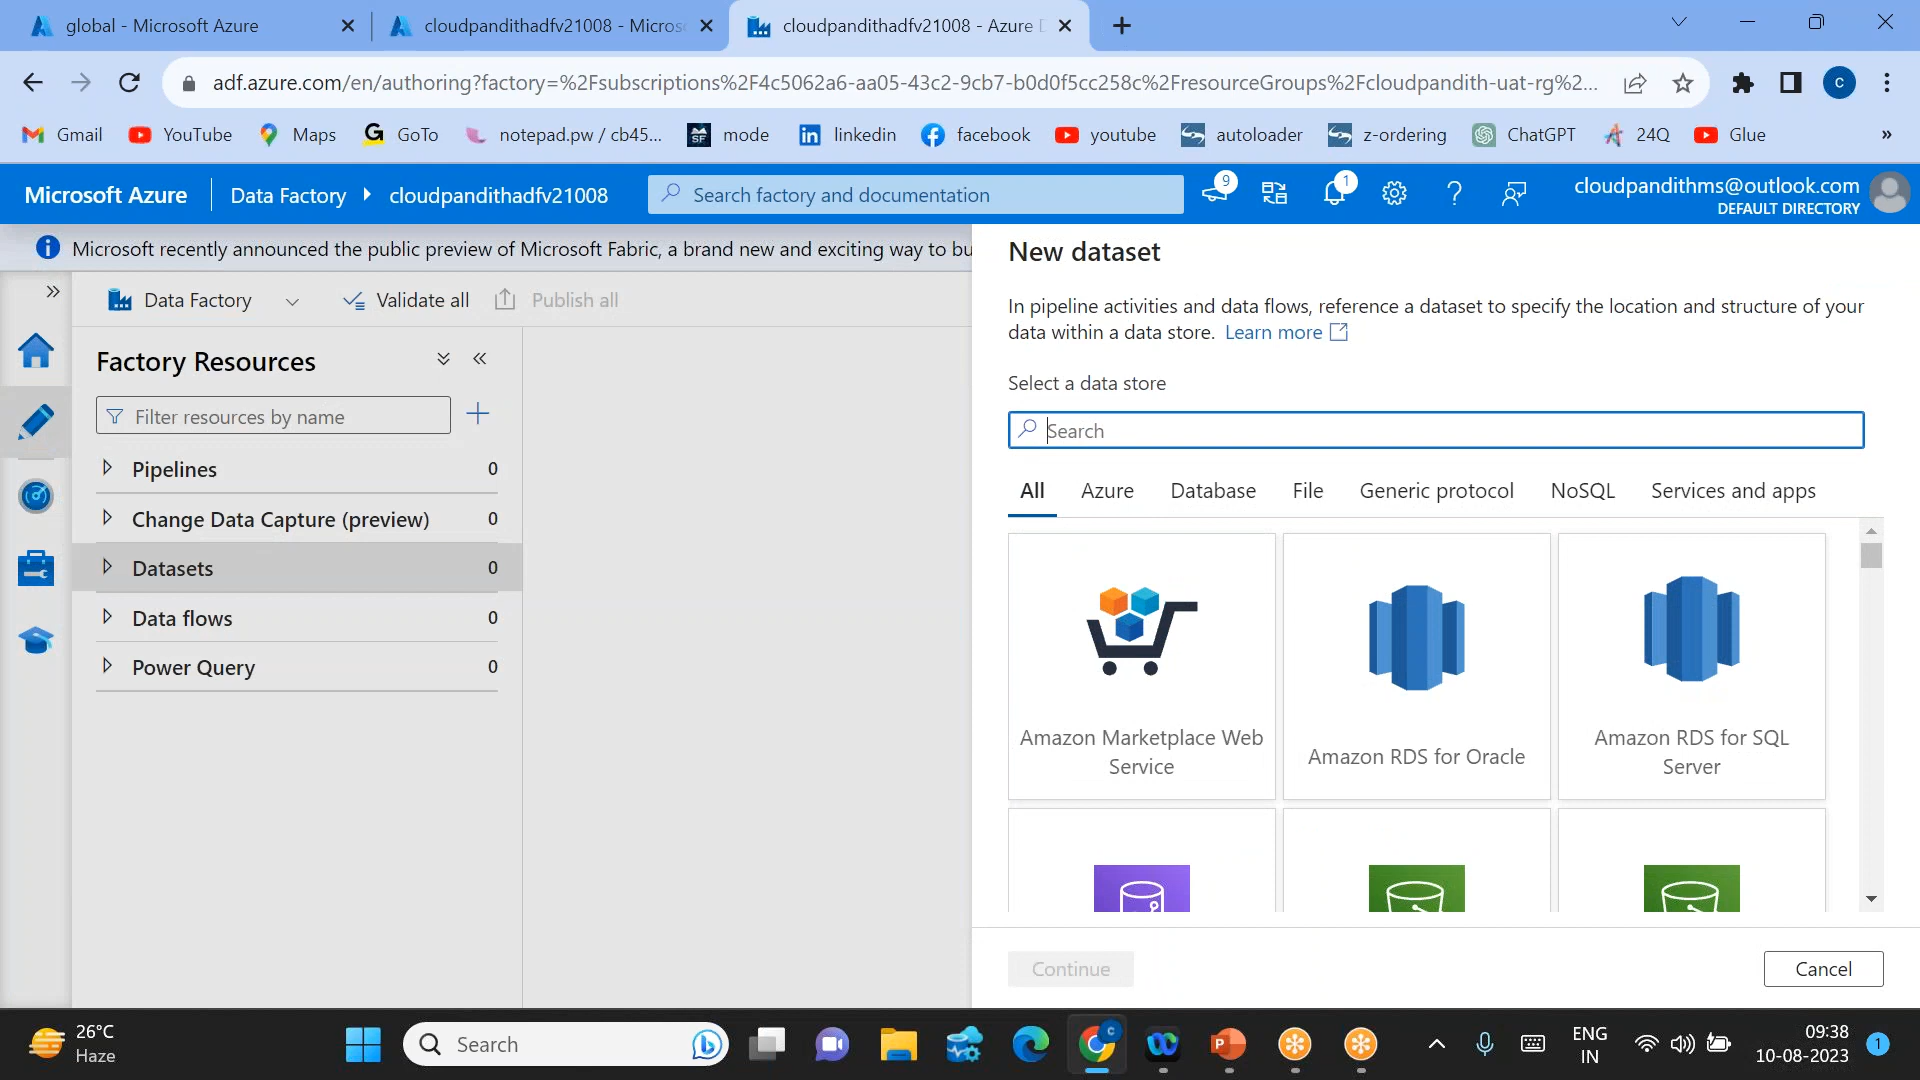 global - Microsoft Azure
cloudpandithadfv21008 - Micros
cloudpandithadfv21008 - Azure D
adf.azure.com/en/authoring?factory=%2Fsubscriptions%2F4c5062a6-aa05-43c2-9cb7-b0d0f5cc258c%2FresourceGroups%2Fcloudpandith-uat-rg%2...
c
Gmail
YouTube
Maps
GoTo
notepad.pw / cb45...
mode
linkedin
facebook
youtube
autoloader
z-ordering
ChatGPT
24Q
Glue
»
Microsoft Azure
Data Factory
cloudpandithadfv21008
Search factory and documentation
9
1
cloudpandithms@outlook.com
DEFAULT DIRECTORY
Microsoft recently announced the public preview of Microsoft Fabric, a brand new and exciting way to bu
Data Factory
Validate all
Publish all
Factory Resources
Filter resources by name
Pipelines 0
Change Data Capture (preview) 0
Datasets 0
Data flows 0
Power Query 0
New dataset
In pipeline activities and data flows, reference a dataset to specify the location and structure of your
data within a data store. Learn more
Select a data store
Search
All
Azure
Database
File
Generic protocol
NoSQL
Services and apps
Amazon Marketplace Web
Service
Amazon RDS for Oracle
Amazon RDS for SQL
Server
Continue
Cancel
26°C
Haze
Search
ENG
IN
09:38
10-08-2023
1